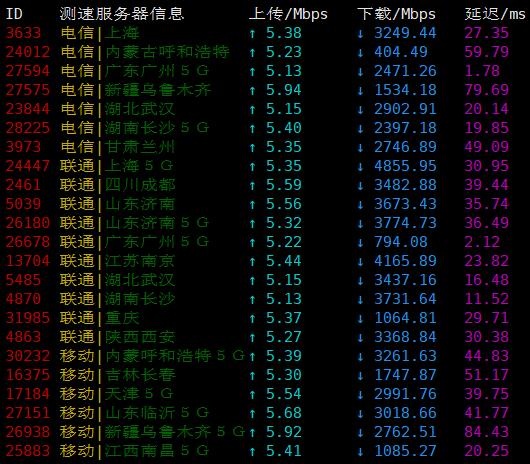 ID 测速服务器信息 上传/Mbps 下载/Mbps 延迟/ms
3633 电信|上海 ↑ 5.38 ↓ 3249.44 27.35
24012 电信|内蒙古呼和浩特 ↑ 5.33 ↓ 404.49 59.79
27594 电信|广东广州５Ｇ ↑ 5.13 ↓ 2471.26 1.78
27575 电信|新疆乌鲁木齐 ↑ 5.94 ↓ 1534.18 79.69
23844 电信|湖北武汉 ↑ 5.15 ↓ 2902.91 20.14
28225 电信|湖南长沙５Ｇ ↑ 5.40 ↓ 2397.18 19.85
3973 电信|甘肃兰州 ↑ 5.35 ↓ 2746.89 49.09
24447 联通|上海５Ｇ ↑ 5.35 ↓ 4855.95 30.95
2461 联通|四川成都 ↑ 5.59 ↓ 3482.88 39.44
5039 联通|山东济南 ↑ 5.56 ↓ 3673.43 35.74
26180 联通|山东济南５Ｇ ↑ 5.32 ↓ 3774.73 36.49
26678 联通|广东广州５Ｇ ↑ 5.22 ↓ 794.08 2.12
13704 联通|江苏南京 ↑ 5.44 ↓ 4165.89 23.82
5485 联通|湖北武汉 ↑ 5.15 ↓ 3437.16 16.48
4870 联通|湖南长沙 ↑ 5.13 ↓ 3731.64 11.52
31985 联通|重庆 ↑ 5.37 ↓ 1064.81 29.71
4863 联通|陕西西安 ↑ 5.27 ↓ 3368.84 30.38
30232 移动|内蒙呼和浩特５Ｇ ↑ 5.39 ↓ 3261.63 44.83
16375 移动|吉林长春 ↑ 5.30 ↓ 1747.87 51.17
17184 移动|天津５Ｇ ↑ 5.54 ↓ 2991.76 39.75
27151 移动|山东临沂５Ｇ ↑ 5.68 ↓ 3018.66 41.77
26938 移动|新疆乌鲁木齐５Ｇ ↑ 5.92 ↓ 2762.51 84.43
25883 移动|江西南昌５Ｇ ↑ 5.41 ↓ 1085.27 20.25